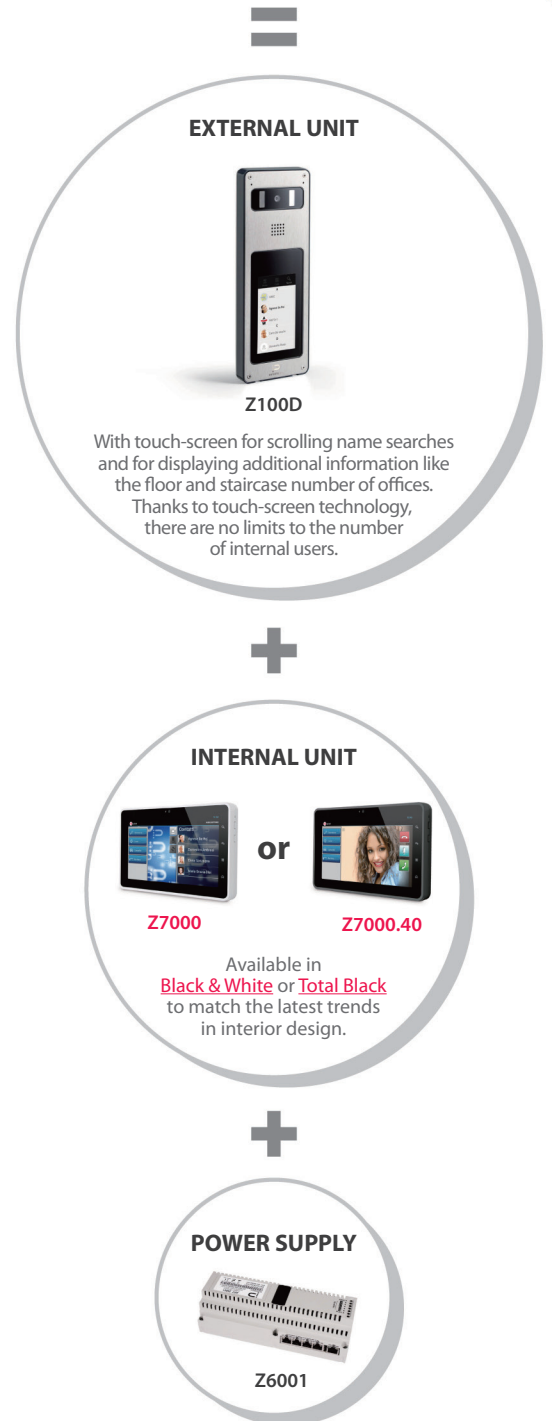 =
EXTERNAL UNIT
Z100D
With touch-screen for scrolling name searches
and for displaying additional information like
the floor and staircase number of offices.
Thanks to touch-screen technology,
there are no limits to the number
of internal users.
+
INTERNAL UNIT
or
Z7000
Z7000.40
Available in
Black & White or Total Black
to match the latest trends
in interior design.
+
POWER SUPPLY
Z6001